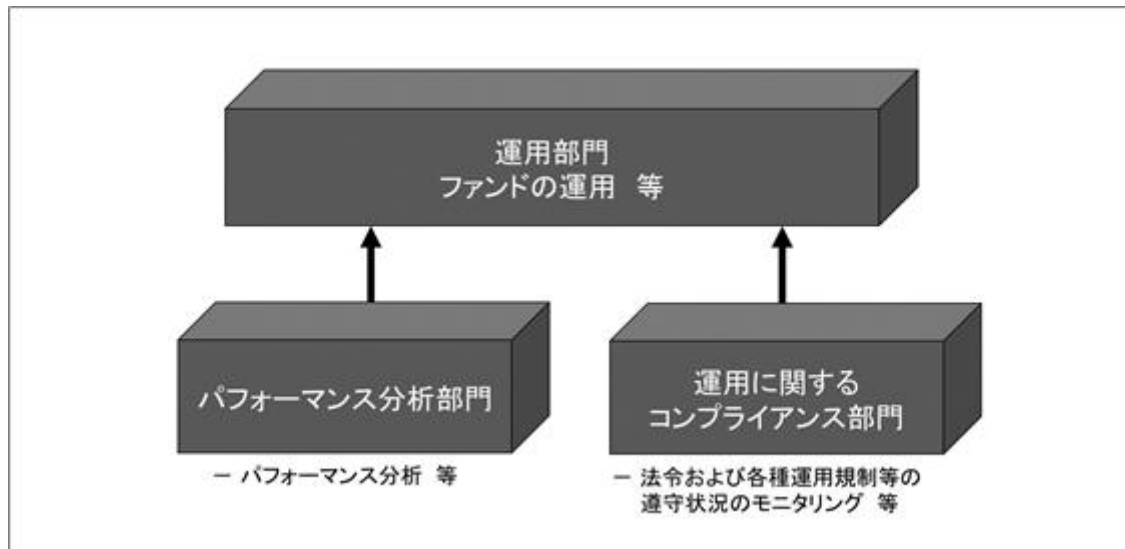 運用部門
ファンドの運用 等
パフォーマンス分析部門
運用に関する
コンプライアンス部門
－ パフォーマンス分析 等
－ 法令および各種運用規制等の
遵守状況のモニタリング 等